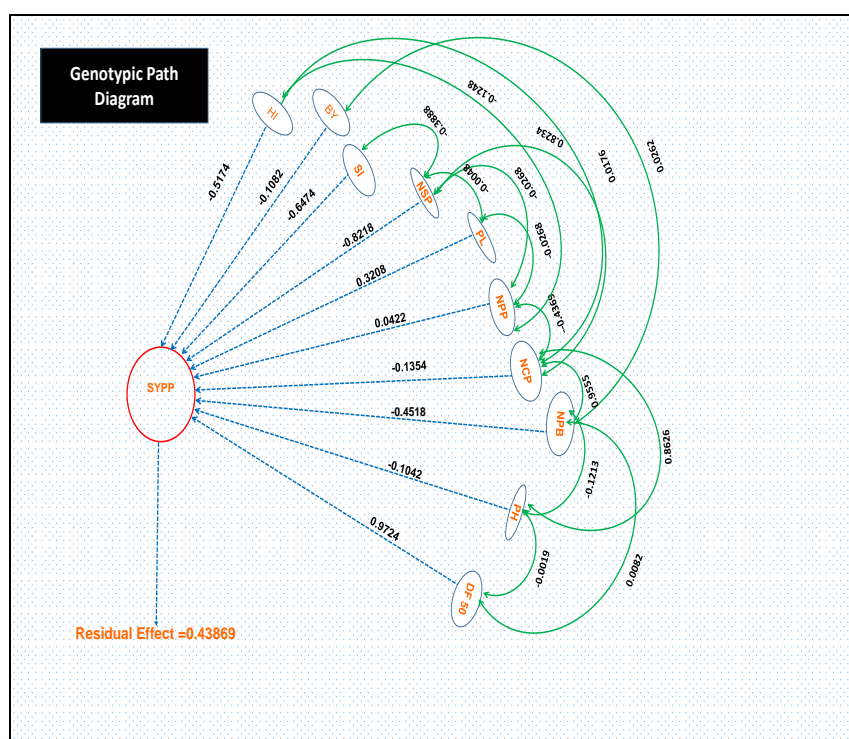 Genotypic Path
Diagram
HI
BY
SI
NSP
PL
NPP
NCP
NPB
PH
DF 50
SYPP
-0.5174
-0.1082
-0.6474
-0.8218
0.3208
0.0422
-0.1354
-0.4518
-0.1042
0.9724
-0.3888
-0.0048
-0.0268
-0.0268
-0.1248
0.8234
0.0176
0.0262
--0.4369
0.9555
0.8626
-0.1213
-0.0019
0.0082
Residual Effect =0.43869